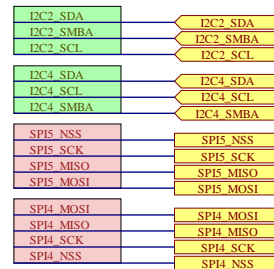 I2C2_SDA I2C2_SDA
I2C2_SMBA I2C2_SMBA
I2C2_SCL I2C2_SCL
I2C4_SDA I2C4_SDA
I2C4_SCL I2C4_SCL
I2C4_SMBA I2C4_SMBA
SPI5_NSS SPI5_NSS
SPI5_SCK SPI5_SCK
SPI5_MISO SPI5_MISO
SPI5_MOSI SPI5_MOSI
SPI4_MOSI SPI4_MOSI
SPI4_MISO SPI4_MISO
SPI4_SCK SPI4_SCK
SPI4_NSS SPI4_NSS